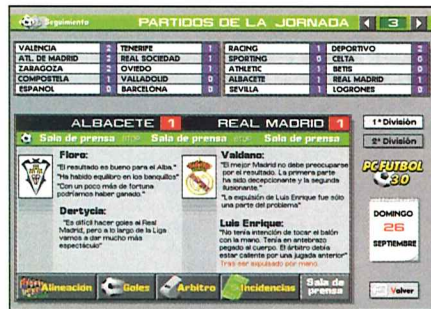 Seguimiento PARTIDOS DE LA JORNADA 3
VALENCIA 2 TENERIFE 2 RACING 1 DEPORTIVO 2
ATL. DE MADRID 2 REAL SOCIEDAD 1 SPORTING 0 CELTA 0
ZARAGOZA 2 OVIEDO ATHLETIC 1 BETIS 0
COMPOSTELA 1 VALLADOLID 0 ALBACETE 1 REAL MADRID 1
ESPANOL 0 BARCELONA 0 SEVILLA 1 LOGROÑES 0
ALBACETE 1 REAL MADRID 1
Sala de prensa Sala de prensa Sala de prensa
Floro:
"El resultado es bueno para el Alba."
"Ha habido equilibro en los banquillos"
"Con un poco más de fortuna
podríamos haber ganado."
Dertycia:
"Es difícil hacer goles al Real
Madrid, pero a lo largo de la Liga
vamos a dar mucho más
espectáculo"
Valdano:
"El mejor Madrid no debe preocuparse
por el resultado. La primera parte
ha sido decepcionante y la segunda
ilusionante."
"La expulsión de Luis Enrique fue sólo
una parte del problema"
Luis Enrique:
"No tenía intención de tocar el balón
con la mano. Tenía en antebrazo
pegado al cuerpo. El árbitro debía
estar caliente por una jugada anterior"
Tras ser expulsado por mano.
1ª División
2ª División
PCFUTBOL
3.0
DOMINGO
26
SEPTIEMBRE
Alineación Goles Arbitro Incidencias Sala de prensa
Volver